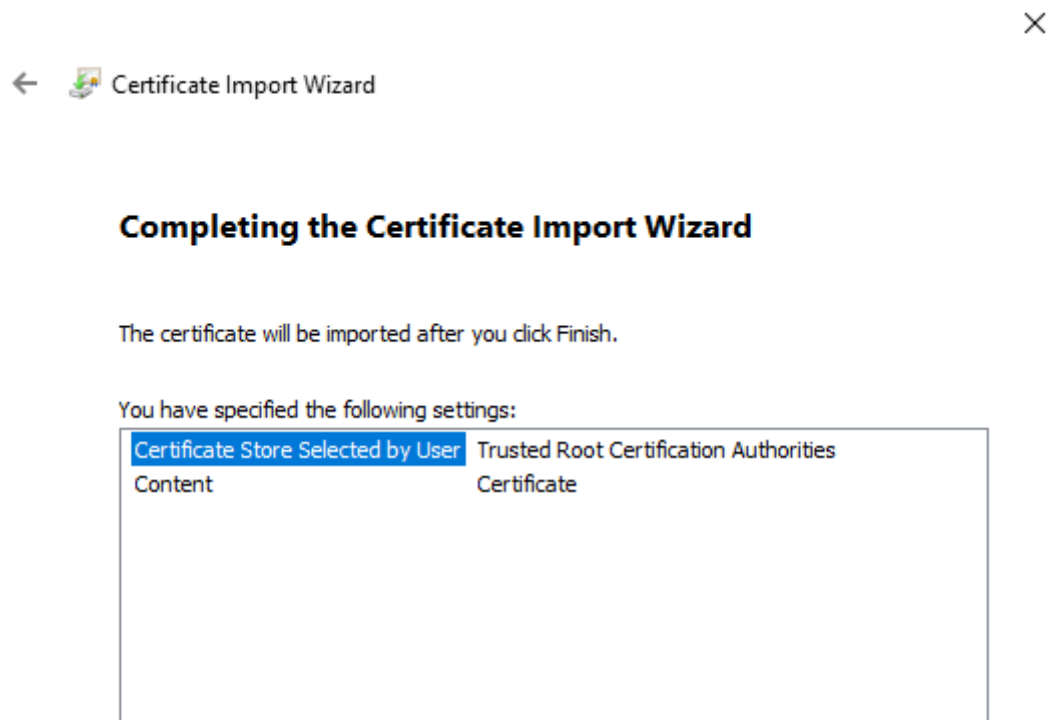 Certificate Import Wizard
Completing the Certificate Import Wizard
The certificate will be imported after you click Finish.
You have specified the following settings:
Certificate Store Selected by User Trusted Root Certification Authorities
Content Certificate